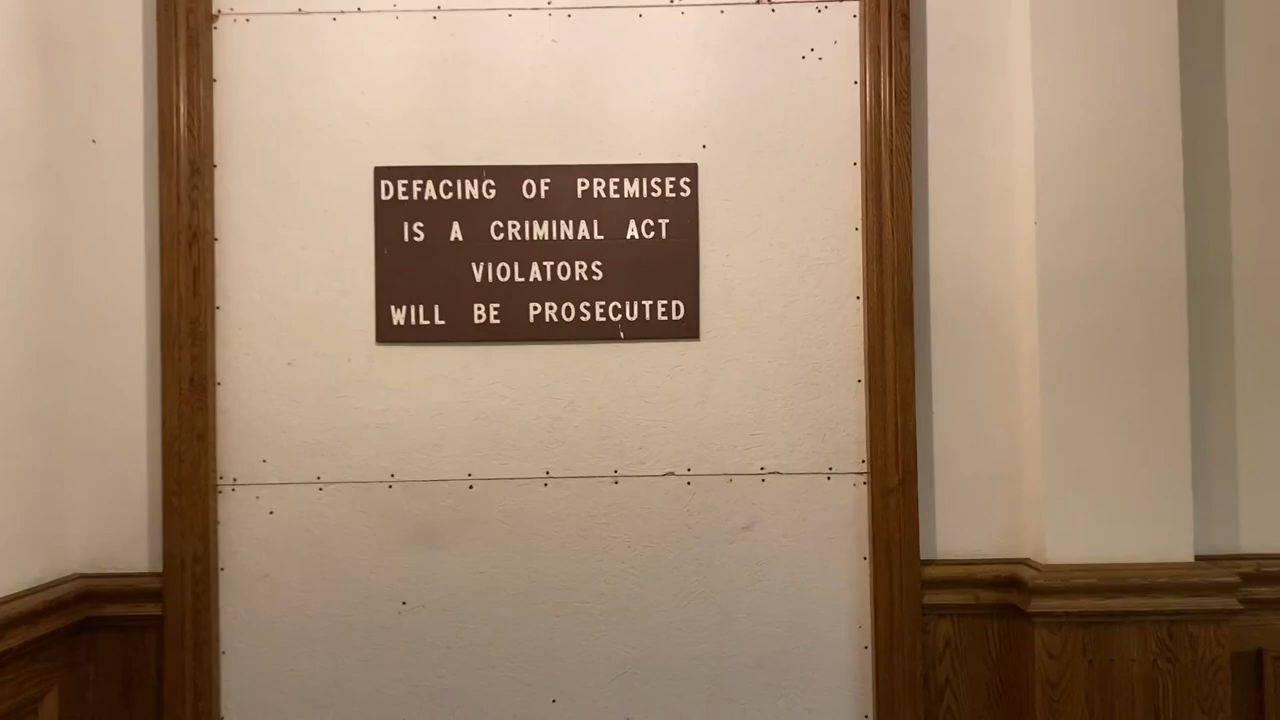 DEFACING OF PREMISES
IS A CRIMINAL ACT
VIOLATORS
WILL BE PROSECUTED